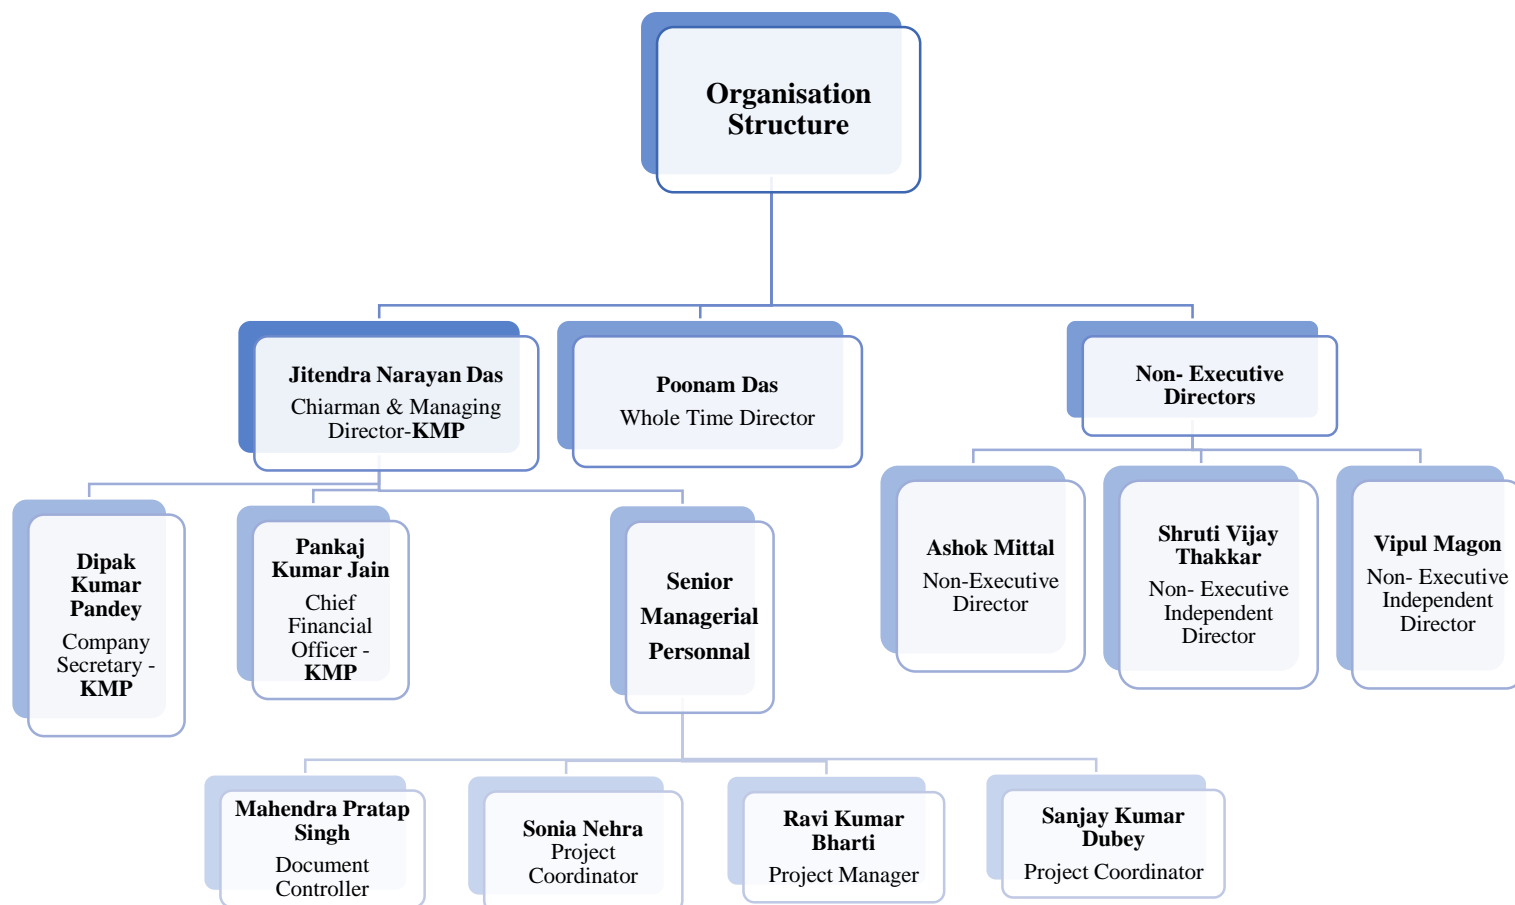 Organisation
Structure
Jitendra Narayan Das
Chiarman & Managing
Director-KMP
Poonam Das
Whole Time Director
Non- Executive
Directors
Dipak
Kumar
Pandey
Company
Secretary -
KMP
Pankaj
Kumar Jain
Chief
Financial
Officer -
KMP
Senior
Managerial
Personnal
Ashok Mittal
Non-Executive
Director
Shruti Vijay
Thakkar
Non- Executive
Independent
Director
Vipul Magon
Non- Executive
Independent
Director
Mahendra Pratap
Singh
Document
Controller
Sonia Nehra
Project
Coordinator
Ravi Kumar
Bharti
Project Manager
Sanjay Kumar
Dubey
Project Coordinator